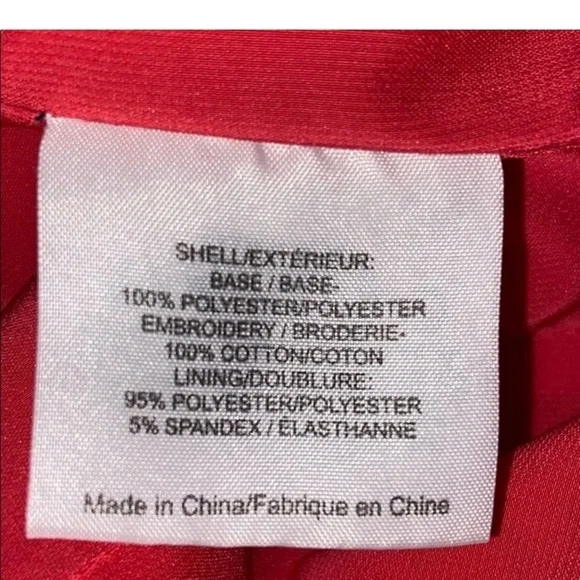 SHELL/EXTÉRIEUR:
BASE / BASE-
100% POLYESTER/POLYESTER
EMBROIDERY / BRODERIE-
100% COTTON/COTON
LINING/DOUBLURE:
95% POLYESTER/POLYESTER
5% SPANDEX / ÉLASTHANNE
Made in China/Fabrique en Chine